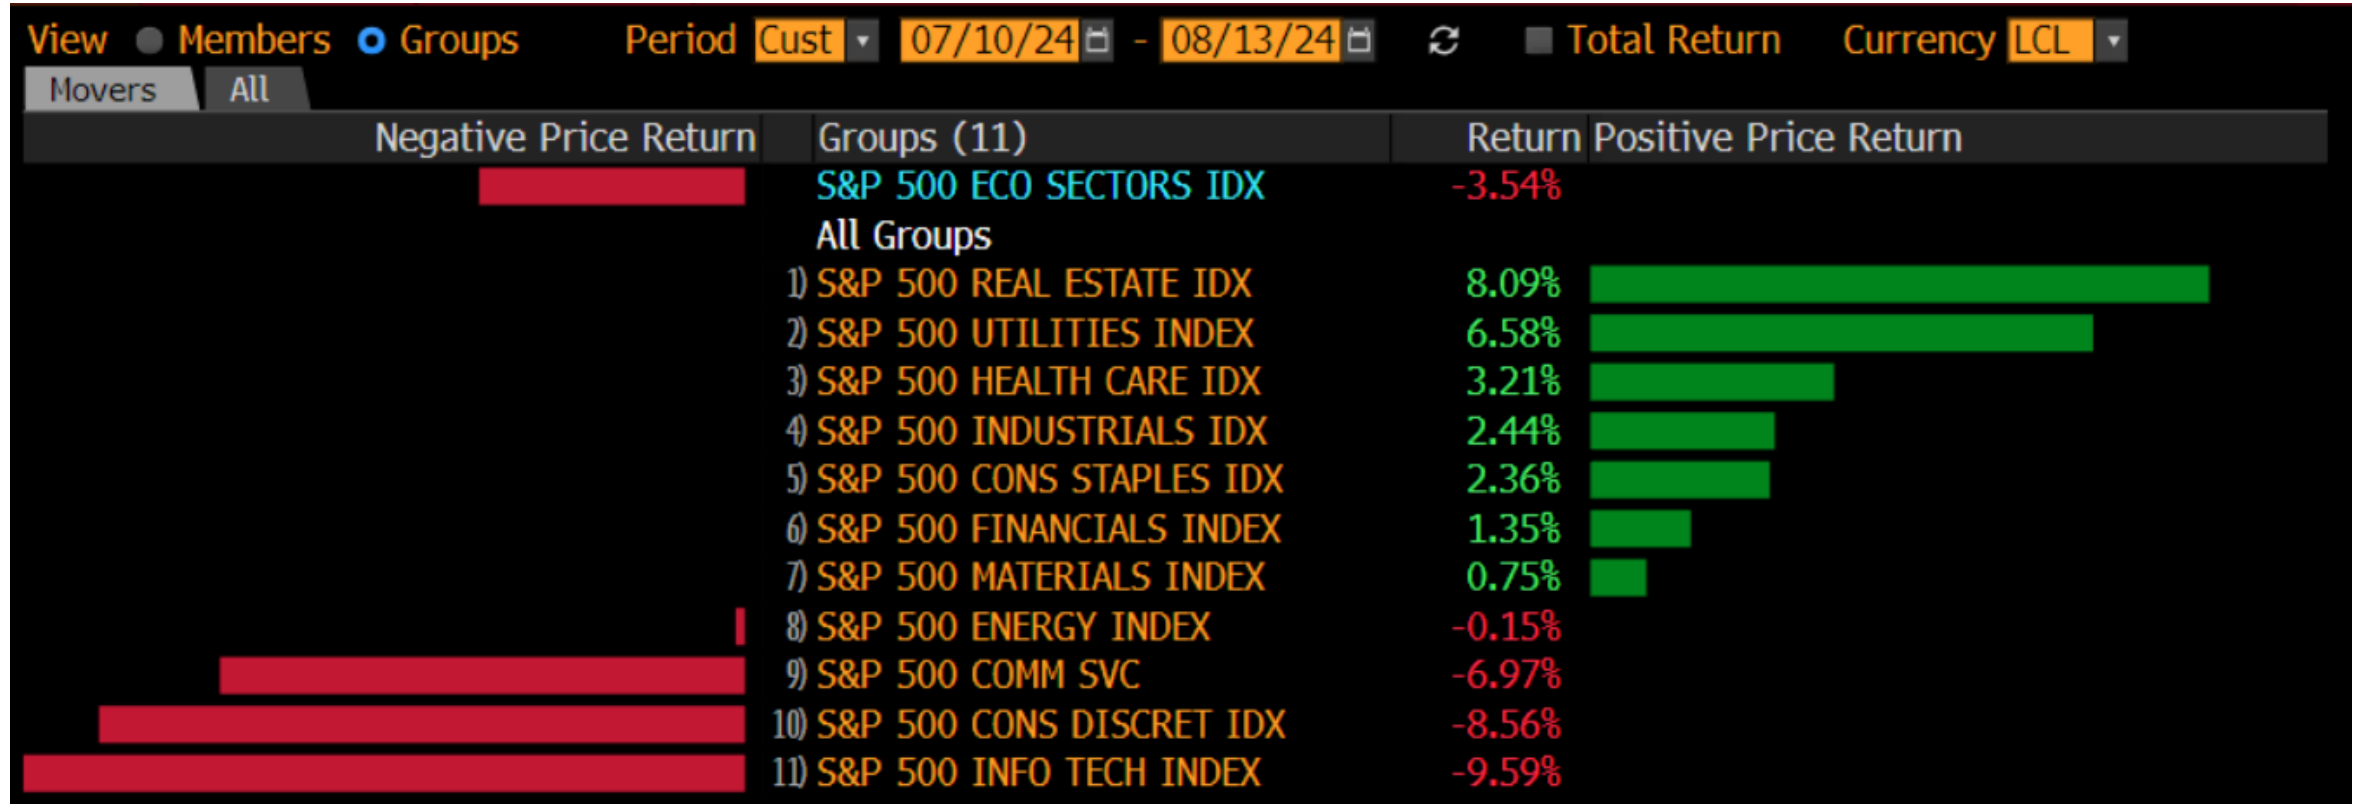 View Members Groups Period Cust 07/10/24 - 08/13/24 Total Return Currency LCL
Movers All
Negative Price Return Groups (11) Return Positive Price Return
S&P 500 ECO SECTORS IDX -3.54%
All Groups
1) S&P 500 REAL ESTATE IDX 8.09%
2) S&P 500 UTILITIES INDEX 6.58%
3) S&P 500 HEALTH CARE IDX 3.21%
4) S&P 500 INDUSTRIALS IDX 2.44%
5) S&P 500 CONS STAPLES IDX 2.36%
6) S&P 500 FINANCIALS INDEX 1.35%
7) S&P 500 MATERIALS INDEX 0.75%
8) S&P 500 ENERGY INDEX -0.15%
9) S&P 500 COMM SVC -6.97%
10) S&P 500 CONS DISCRET IDX -8.56%
11) S&P 500 INFO TECH INDEX -9.59%